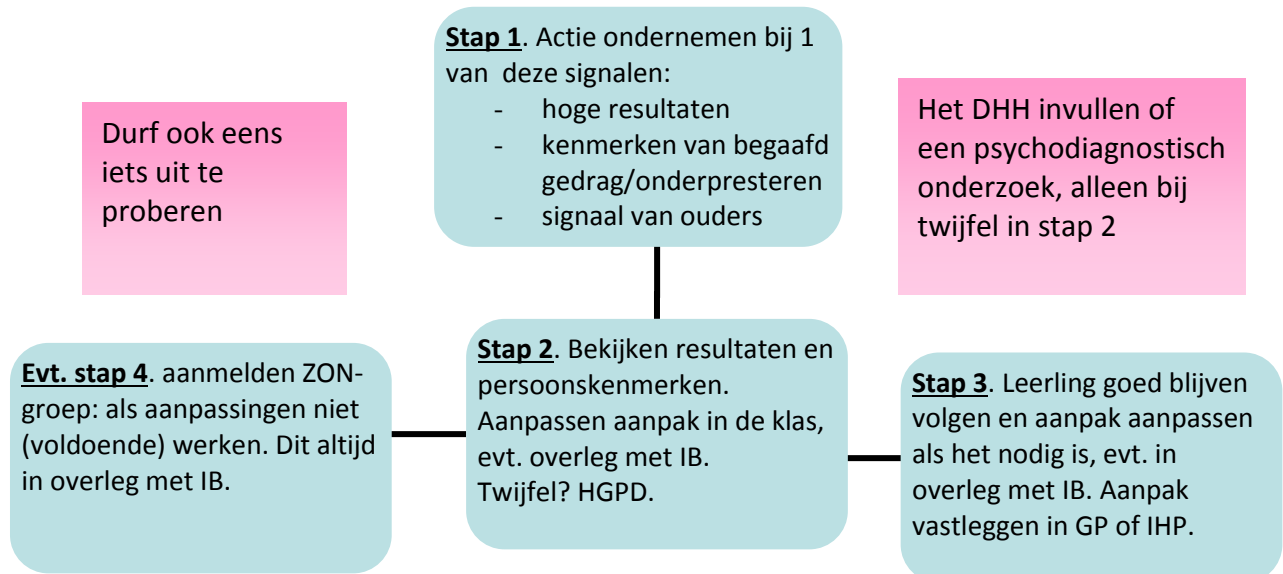 Stap 1. Actie ondernemen bij 1
van deze signalen:
- hoge resultaten
- kenmerken van begaafd
gedrag/onderpresteren
- signaal van ouders
Durf ook eens
iets uit te
proberen
Het DHH invullen of
een psychodiagnostisch
onderzoek, alleen bij
twijfel in stap 2
Stap 2. Bekijken resultaten en
persoonskenmerken.
Aanpassen aanpak in de klas,
evt. overleg met IB.
Twijfel? HGPD.
Stap 3. Leerling goed blijven
volgen en aanpak aanpassen
als het nodig is, evt. in
overleg met IB. Aanpak
vastleggen in GP of IHP.
Evt. stap 4. aanmelden ZON-
groep: als aanpassingen niet
(voldoende) werken. Dit altijd
in overleg met IB.